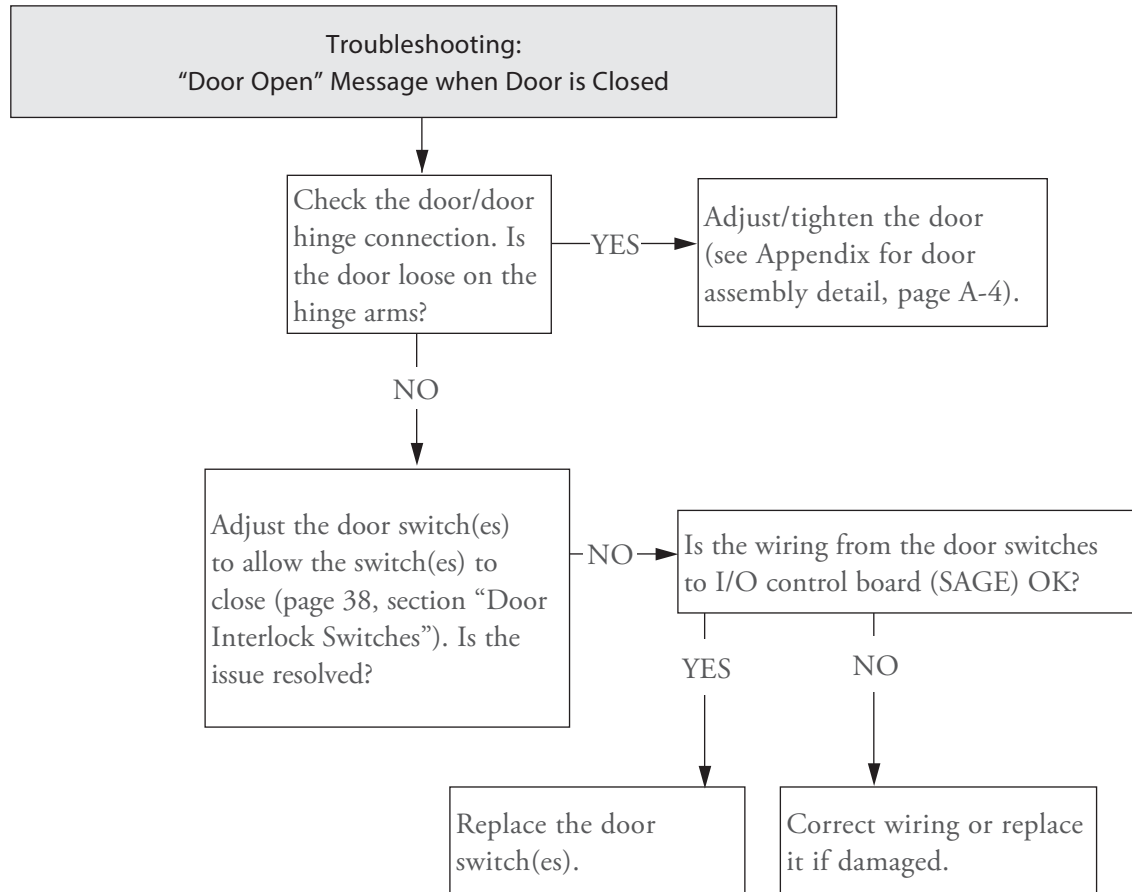 Troubleshooting:
“Door Open” Message when Door is Closed
Check the door/door
hinge connection. Is
the door loose on the
hinge arms?
YES
Adjust/tighten the door
(see Appendix for door
assembly detail, page A-4).
NO
Adjust the door switch(es)
to allow the switch(es) to
close (page 38, section “Door
Interlock Switches”). Is the
issue resolved?
NO
Is the wiring from the door switches
to I/O control board (SAGE) OK?
YES
NO
Replace the door
switch(es).
Correct wiring or replace
it if damaged.